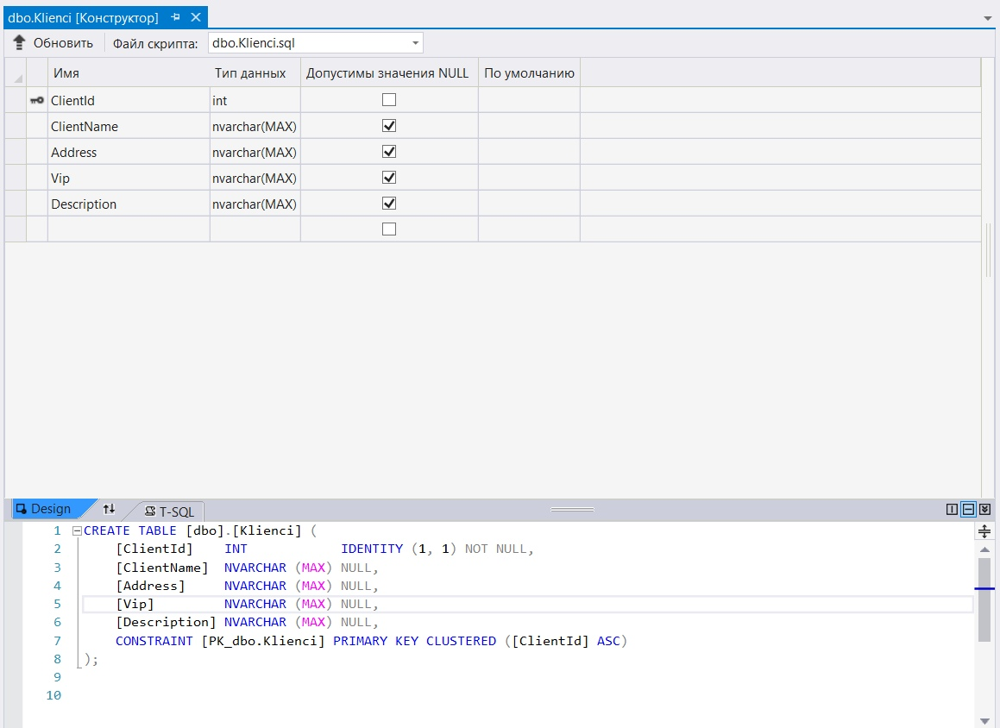 dbo.Klienci [Конструктор]
Обновить Файл скрипта: dbo.Klienci.sql
Имя Тип данных Допустимы значения NULL По умолчанию
ClientId int
ClientName nvarchar(MAX)
Address nvarchar(MAX)
Vip nvarchar(MAX)
Description nvarchar(MAX)
Design T-SQL
1 CREATE TABLE [dbo].[Klienci] (
2 [ClientId] INT IDENTITY (1, 1) NOT NULL,
3 [ClientName] NVARCHAR (MAX) NULL,
4 [Address] NVARCHAR (MAX) NULL,
5 [Vip] NVARCHAR (MAX) NULL,
6 [Description] NVARCHAR (MAX) NULL,
7 CONSTRAINT [PK_dbo.Klienci] PRIMARY KEY CLUSTERED ([ClientId] ASC)
8 );
9
10